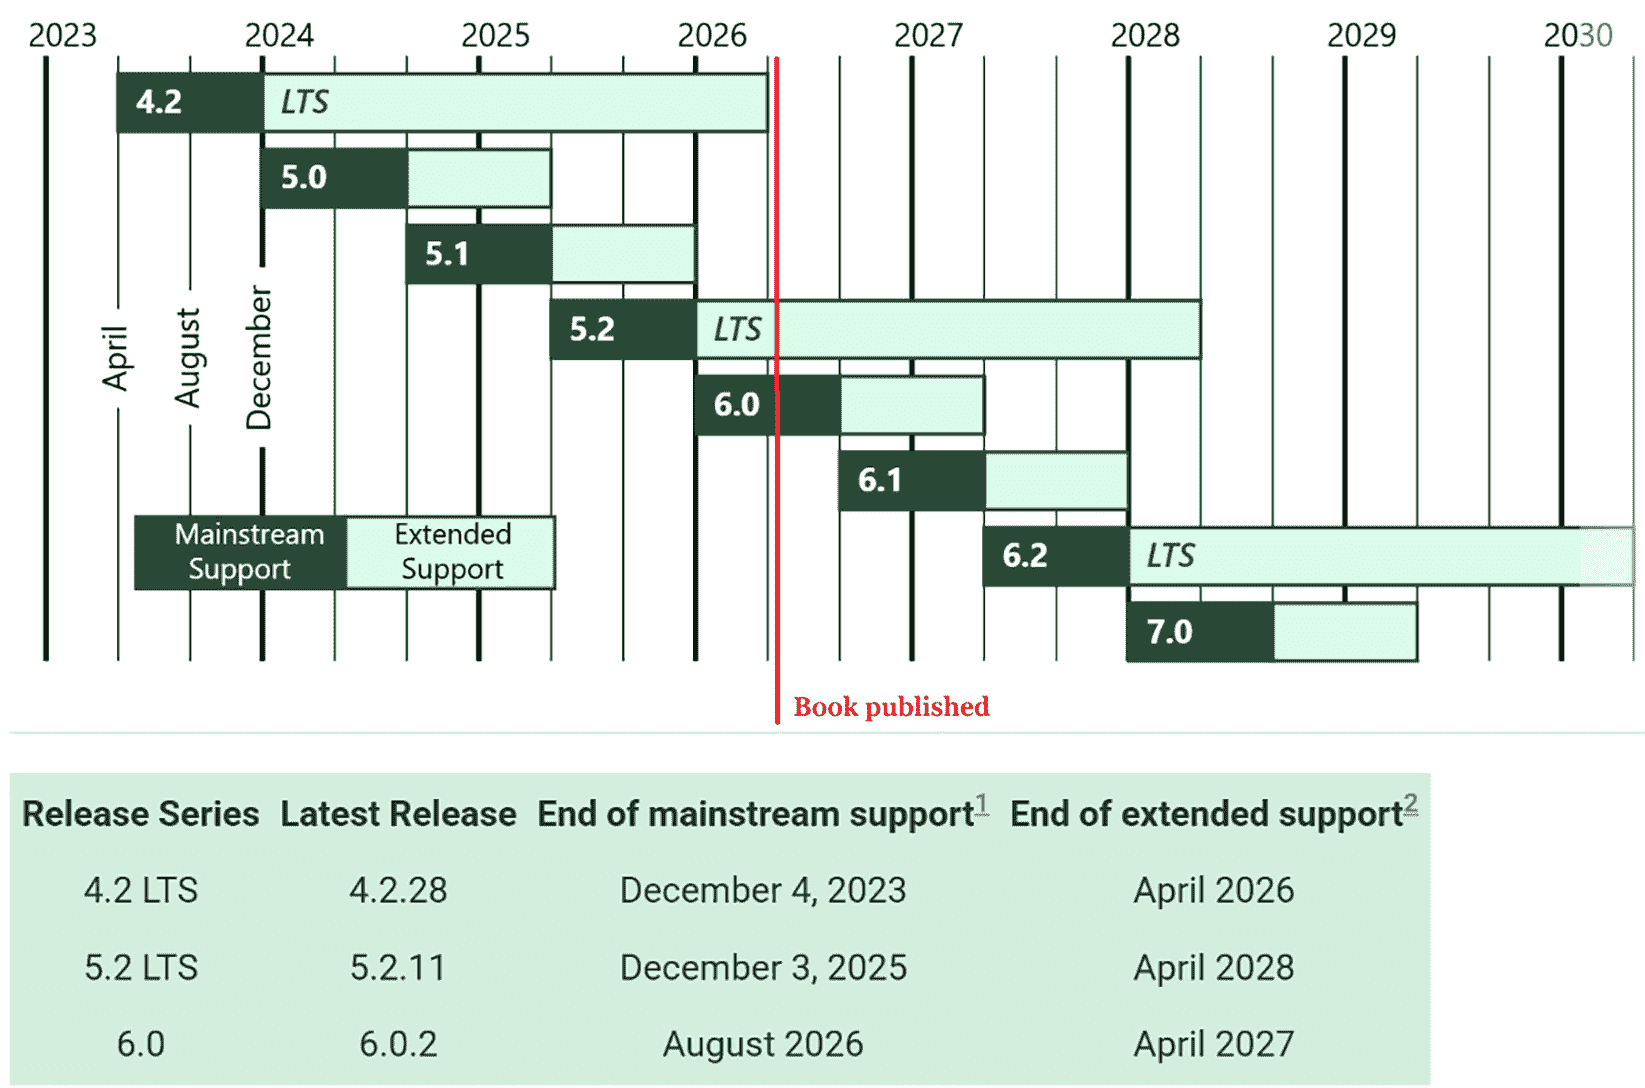 2023 2024 2025 2026 2027 2028 2029 2030
4.2 LTS
5.0
5.1
April August December
5.2 LTS
6.0
6.1
Mainstream Support
Extended Support
6.2 LTS
7.0
Book published
Release Series Latest Release End of mainstream support1 End of extended support2
4.2 LTS 4.2.28 December 4, 2023 April 2026
5.2 LTS 5.2.11 December 3, 2025 April 2028
6.0 6.0.2 August 2026 April 2027